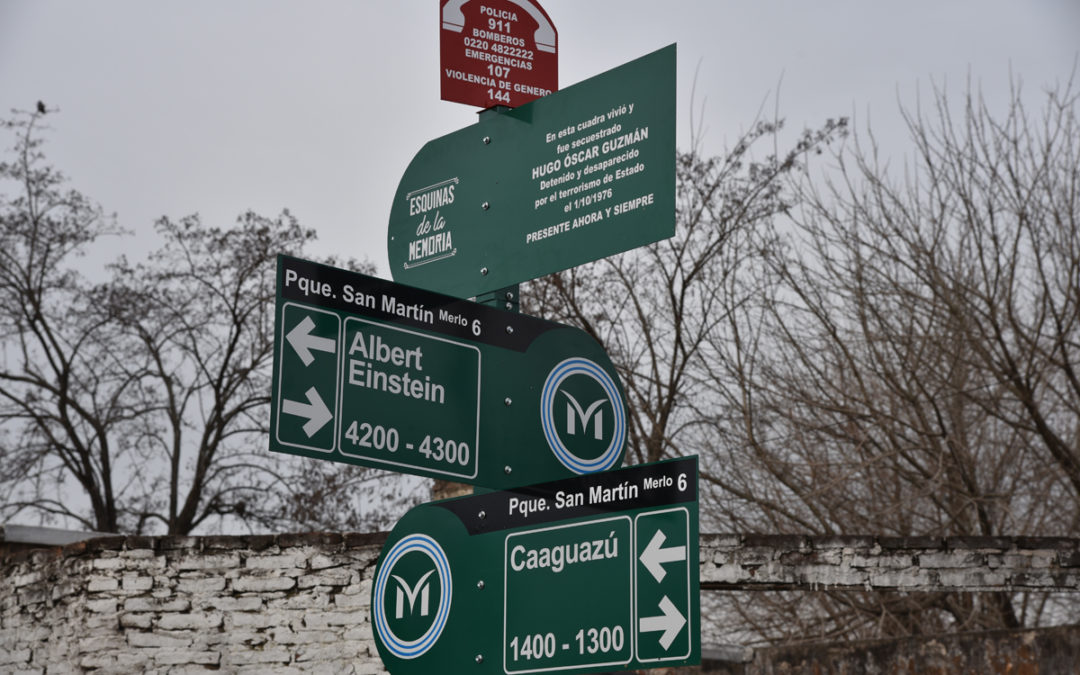 POLICIA
911
BOMBEROS
0220 4822222
EMERGENCIAS
107
VIOLENCIA DE GENERO
144
En esta cuadra vivió y
fue secuestrado
HUGO ÓSCAR GUZMÁN
Detenido y desaparecido
por el terrorismo de Estado
el 1/10/1976
PRESENTE AHORA Y SIEMPRE
ESQUINAS
de la
MEMORIA
Pque. San Martín Merlo 6
Albert
Einstein
4200 - 4300
M
Pque. San Martín Merlo 6
Caaguazú
1400 - 1300
M